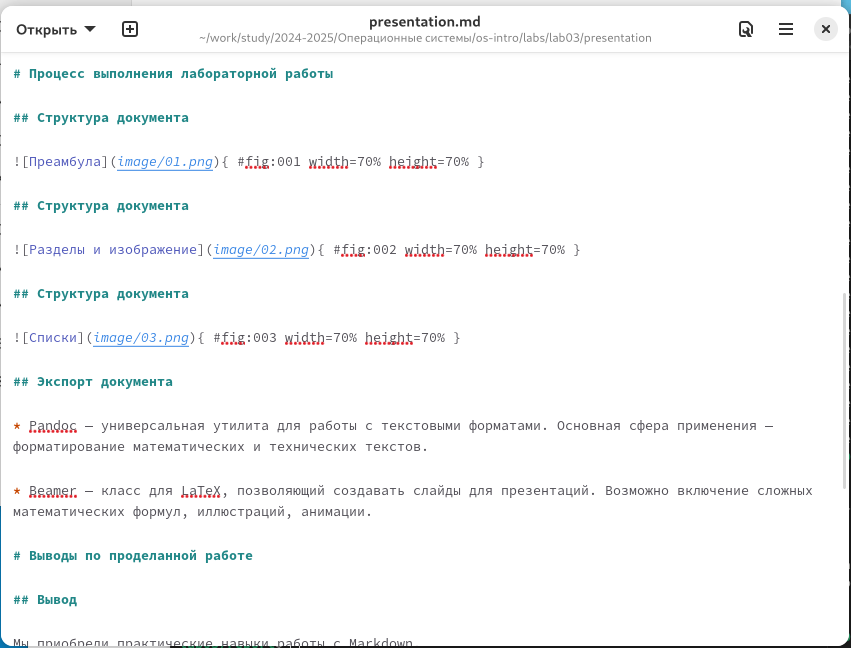 Открыть
presentation.md
~/work/study/2024-2025/Операционные системы/os-intro/labs/lab03/presentation
# Процесс выполнения лабораторной работы
## Структура документа
![Преамбула](image/01.png){ #fig:001 width=70% height=70% }
## Структура документа
![Разделы и изображение](image/02.png){ #fig:002 width=70% height=70% }
## Структура документа
![Списки](image/03.png){ #fig:003 width=70% height=70% }
## Экспорт документа
* Pandoc — универсальная утилита для работы с текстовыми форматами. Основная сфера применения —
форматирование математических и технических текстов.
* Beamer — класс для LaTeX, позволяющий создавать слайды для презентаций. Возможно включение сложных
математических формул, иллюстраций, анимации.
# Выводы по проделанной работе
## Вывод
Мы приобрели практические навыки работы с Markdown.